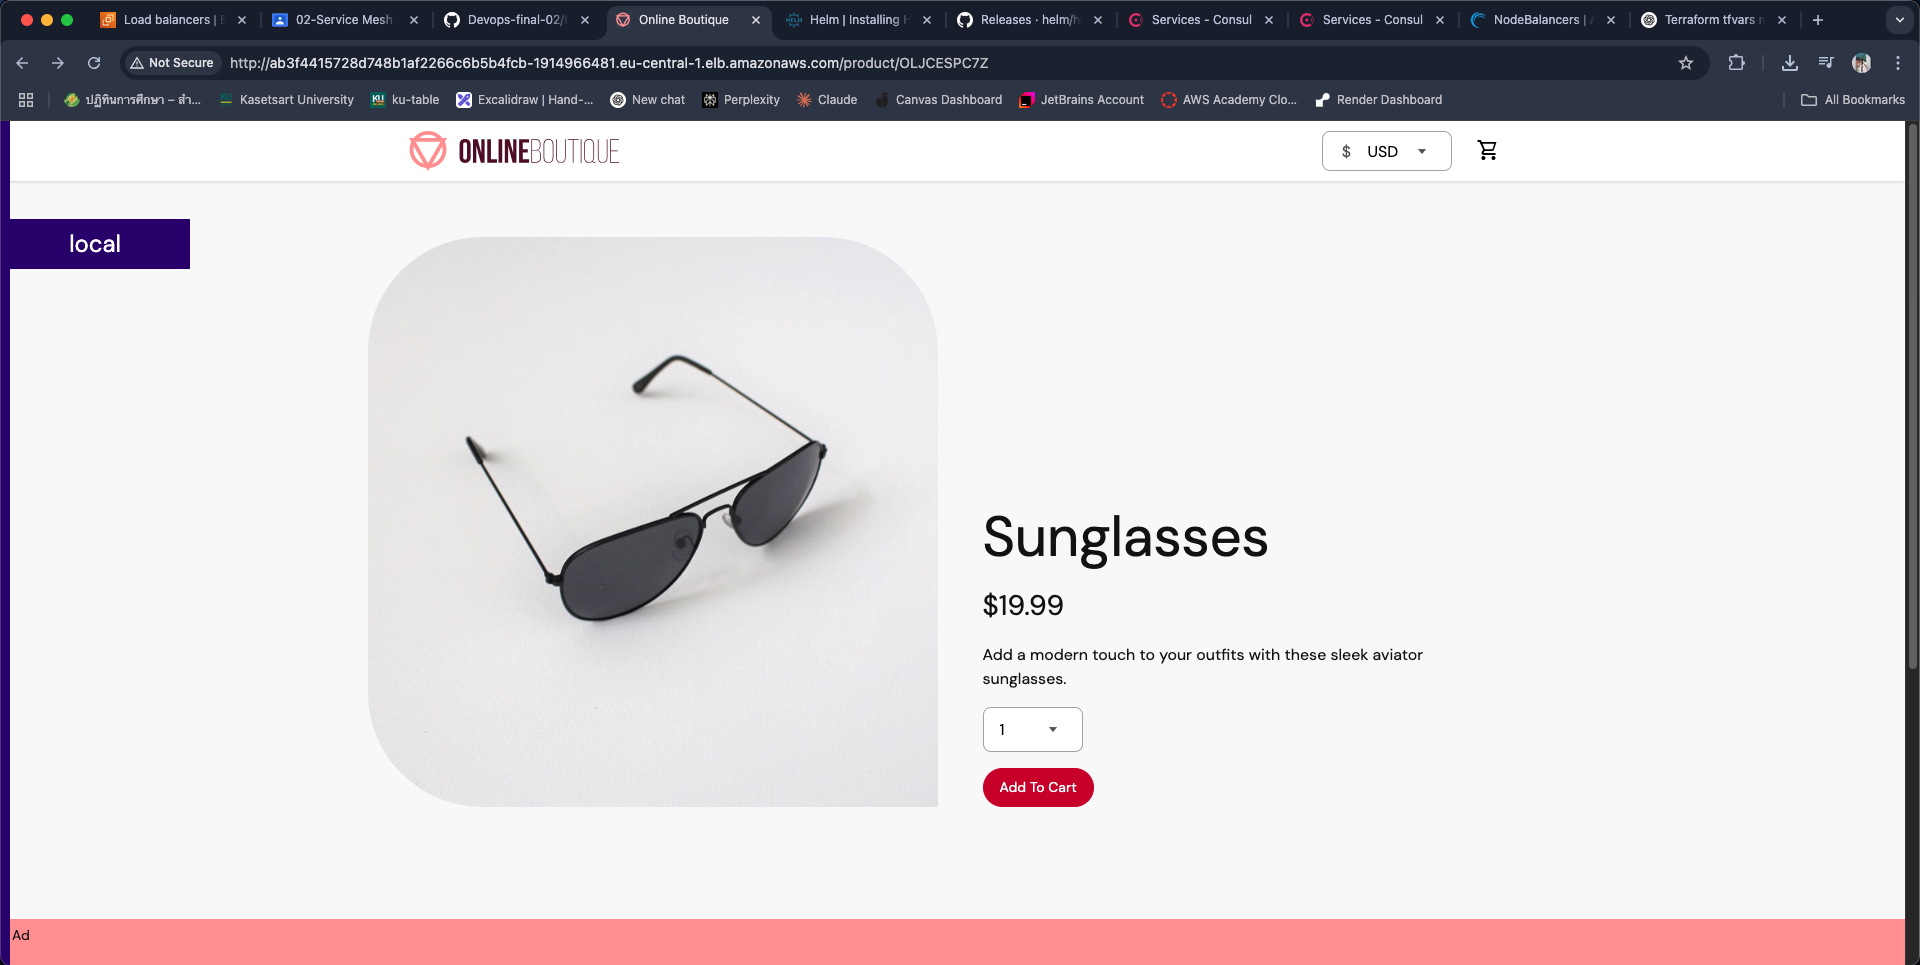 Load balancers | E
02-Service Mesh
Devops-final-02/t
Online Boutique
Helm | Installing H
Releases · helm/h
Services - Consul
Services - Consul
NodeBalancers | A
Terraform tfvars n
Not Secure
http://ab3f4415728d748b1af2266c6b5b4fcb-1914966481.eu-central-1.elb.amazonaws.com/product/OLJCESPC7Z
ปฏิทินการศึกษา – สำ...
Kasetsart University
ku-table
Excalidraw | Hand-...
New chat
Perplexity
Claude
Canvas Dashboard
JetBrains Account
AWS Academy Clo...
Render Dashboard
All Bookmarks
ONLINEBOUTIQUE
$ USD
local
Sunglasses
$19.99
Add a modern touch to your outfits with these sleek aviator
sunglasses.
1
Add To Cart
Ad